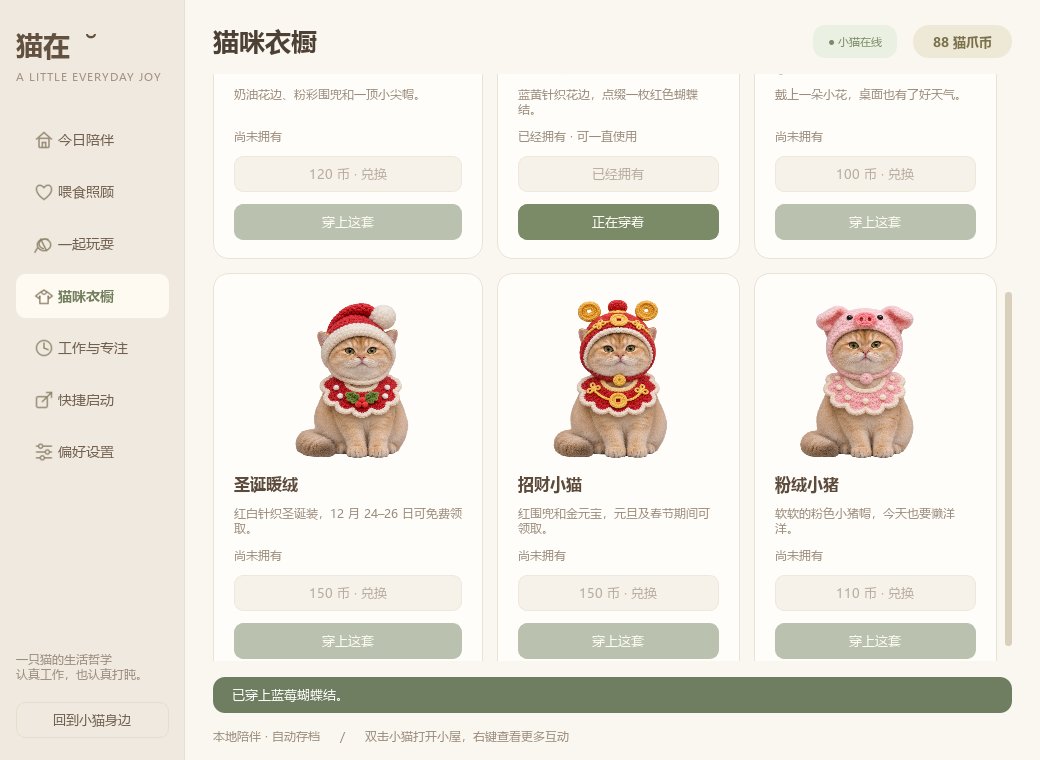 猫在
A LITTLE EVERYDAY JOY
今日陪伴
喂食照顾
一起玩耍
猫咪衣橱
工作与专注
快捷启动
偏好设置
一只猫的生活哲学
认真工作，也认真打盹。
回到小猫身边
猫咪衣橱
● 小猫在线
88 猫爪币
奶油花边、粉彩围兜和一顶小尖帽。
尚未拥有
120 币 · 兑换
穿上这套
蓝黄针织花边，点缀一枚红色蝴蝶
结。
已经拥有 · 可一直使用
已经拥有
正在穿着
戴上一朵小花，桌面也有了好天气。
尚未拥有
100 币 · 兑换
穿上这套
圣诞暖绒
红白针织圣诞装，12 月 24–26 日可免费领
取。
尚未拥有
150 币 · 兑换
穿上这套
招财小猫
红围兜和金元宝，元旦及春节期间可
领取。
尚未拥有
150 币 · 兑换
穿上这套
粉绒小猪
软软的粉色小猪帽，今天也要懒洋
洋。
尚未拥有
110 币 · 兑换
穿上这套
已穿上蓝莓蝴蝶结。
本地陪伴 · 自动存档 / 双击小猫打开小屋，右键查看更多互动